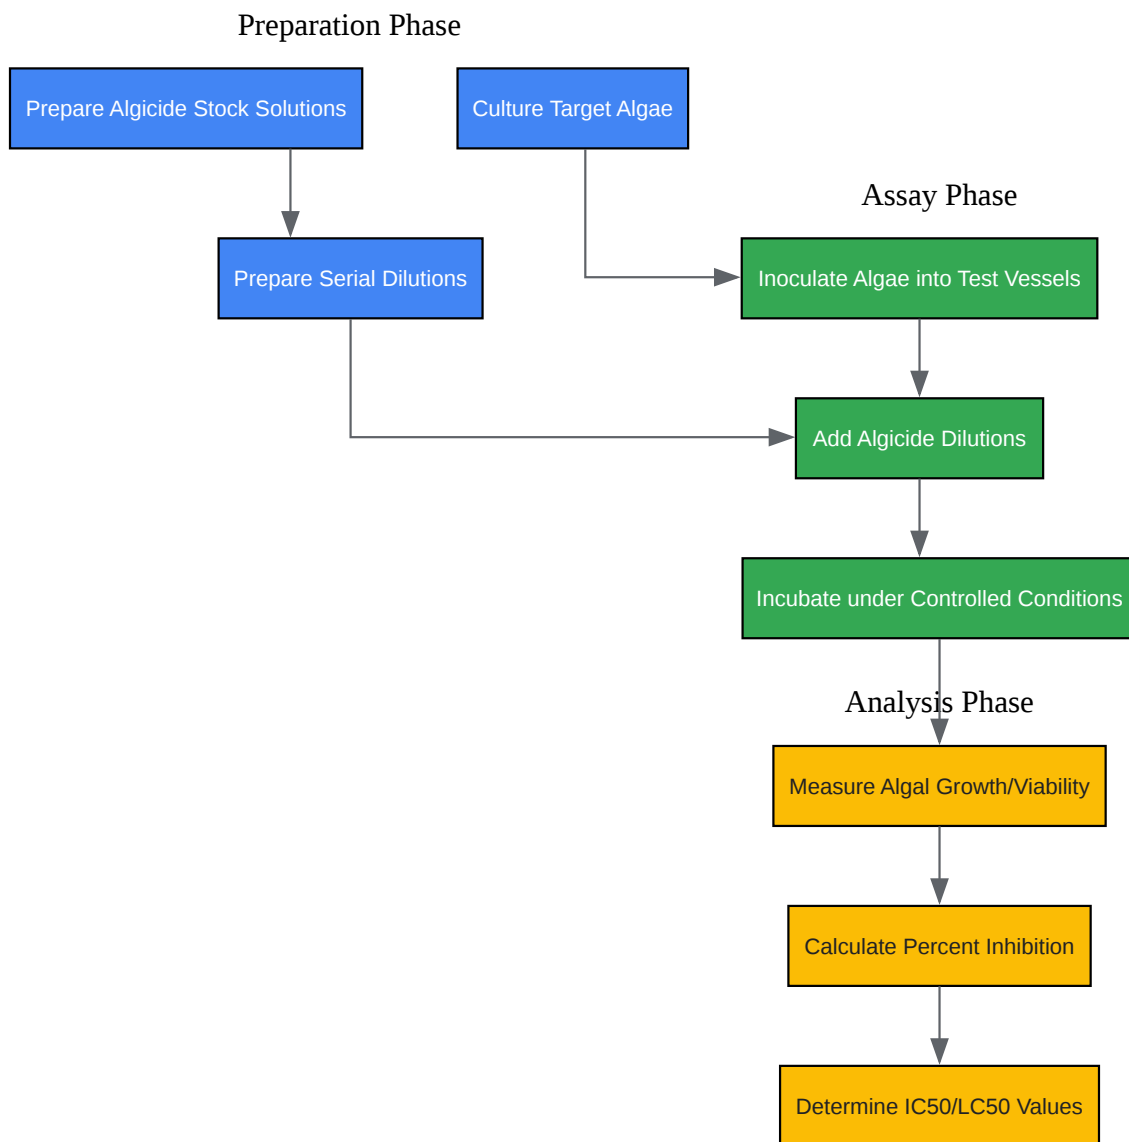 Preparation Phase
Prepare Algicide Stock Solutions
Culture Target Algae
Assay Phase
Prepare Serial Dilutions
Inoculate Algae into Test Vessels
Add Algicide Dilutions
Incubate under Controlled Conditions
Analysis Phase
Measure Algal Growth/Viability
Calculate Percent Inhibition
Determine IC50/LC50 Values